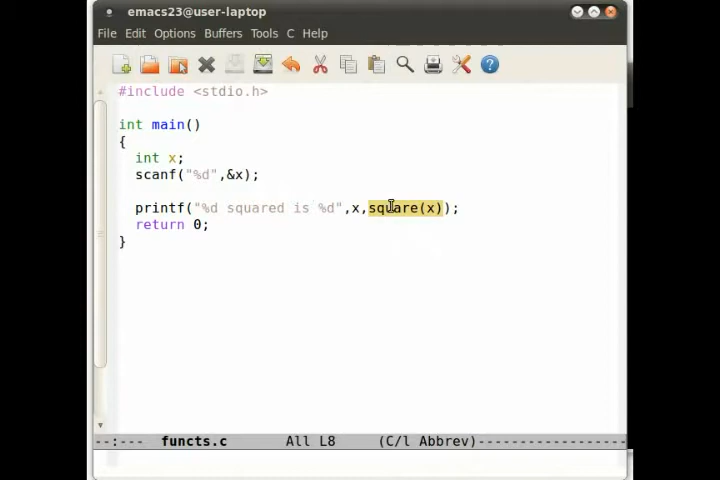 emacs23@user-laptop
File Edit Options Buffers Tools C Help
#include <stdio.h>
int main()
{
int x;
scanf("%d",&x);
printf("%d squared is %d",x,square(x));
return 0;
}
--:--- functs.c All L8 (C/l Abbrev)------------------